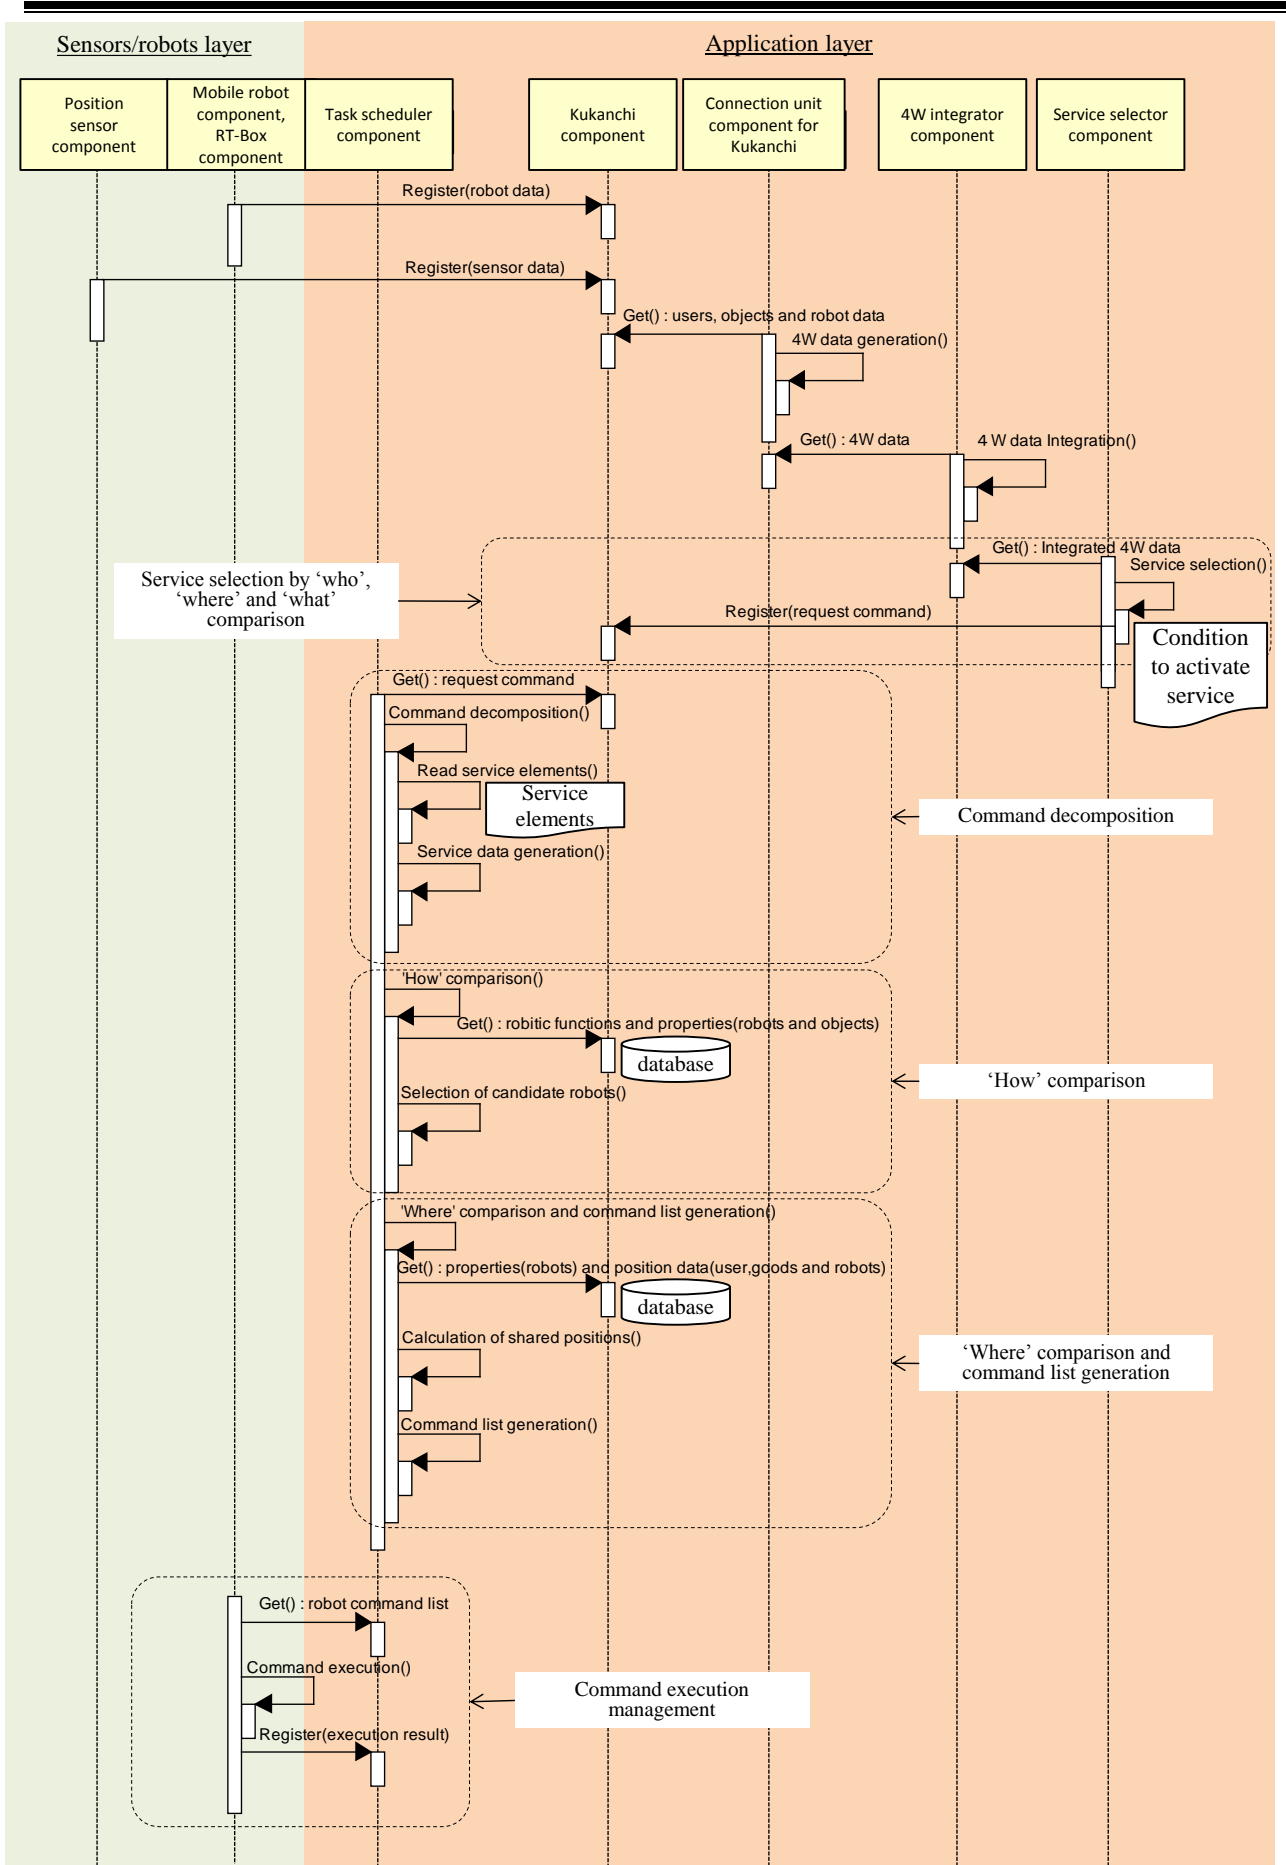 Sensors/robots layer
Application layer
Position
sensor
component
Mobile robot
component,
RT-Box
component
Task scheduler
component
Kukanchi
component
Connection unit
component for
Kukanchi
4W integrator
component
Service selector
component
Register(robot data)
Register(sensor data)
Get() : users, objects and robot data
4W data generation()
Get() : 4W data
4 W data Integration()
Get() : Integrated 4W data
Service selection()
Service selection by ‘who’,
‘where’ and ‘what’
comparison
Register(request command)
Condition
to activate
service
Get() : request command
Command decomposition()
Read service elements()
Service
elements
Command decomposition
Service data generation()
'How' comparison()
Get() : robitic functions and properties(robots and objects)
database
‘How’ comparison
Selection of candidate robots()
'Where' comparison and command list generation()
Get() : properties(robots) and position data(user,goods and robots)
database
Calculation of shared positions()
‘Where’ comparison and
command list generation
Command list generation()
Get() : robot command list
Command execution()
Command execution
management
Register(execution result)